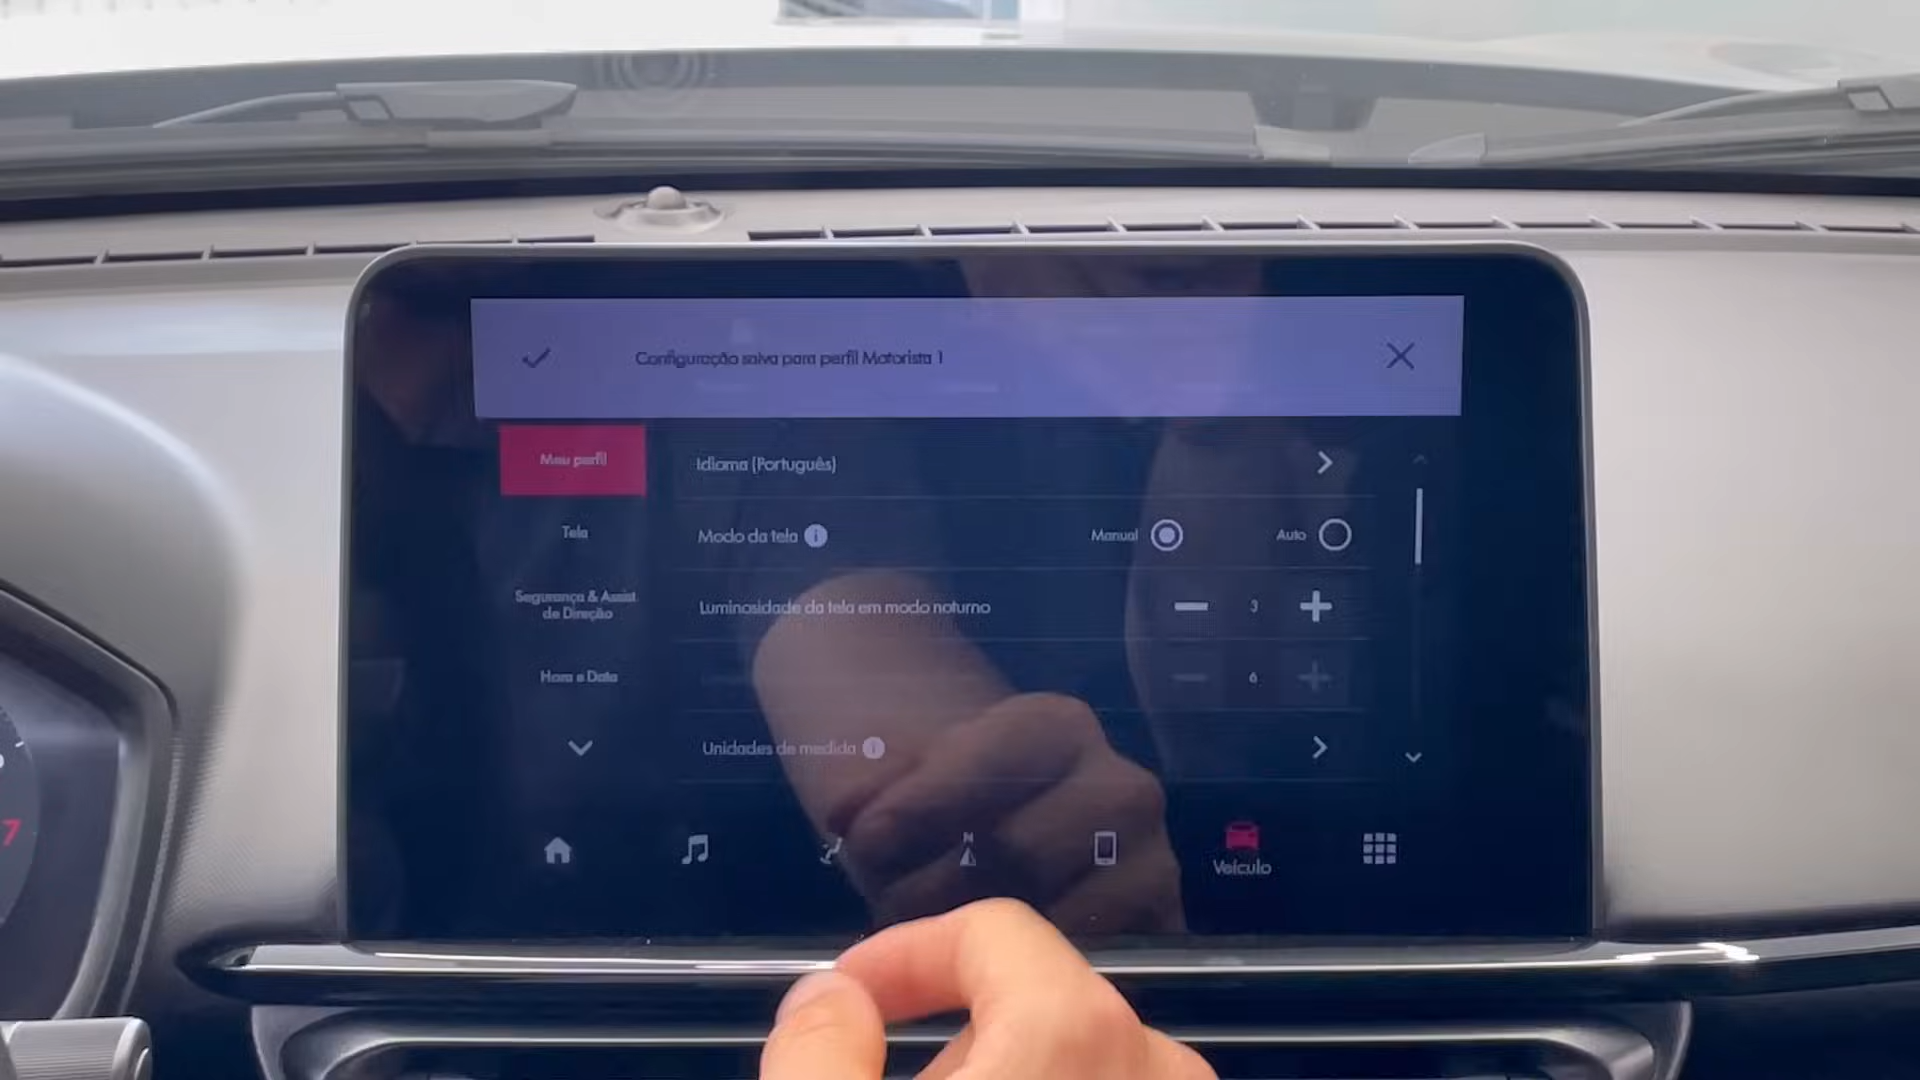 Configuração salva para perfil Motorista 1
Meu perfil
Idioma (Português)
Tela
Modo da tela
Manual
Auto
Segurança & Assist.
de Direção
Luminosidade da tela em modo noturno
3
Hora e Data
6
Unidades de medida
N
Veículo
7